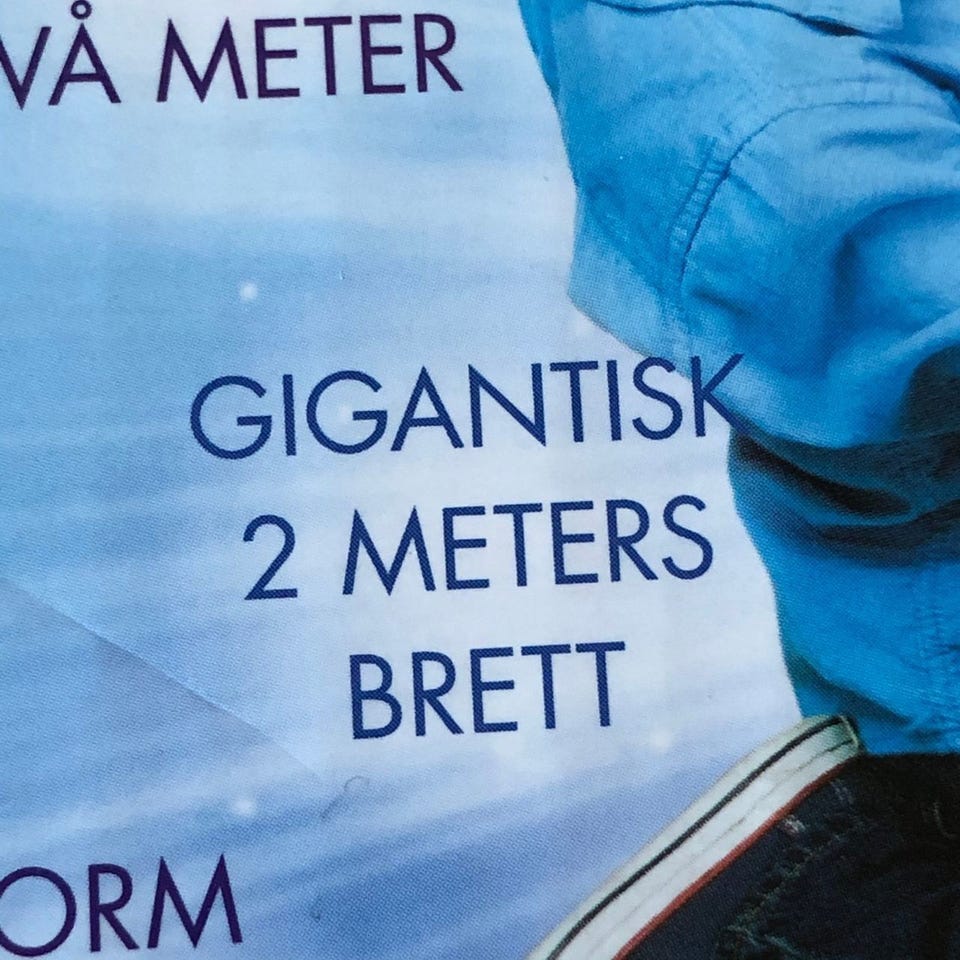 VÅ METER
GIGANTISK
2 METERS
BRETT
ORM